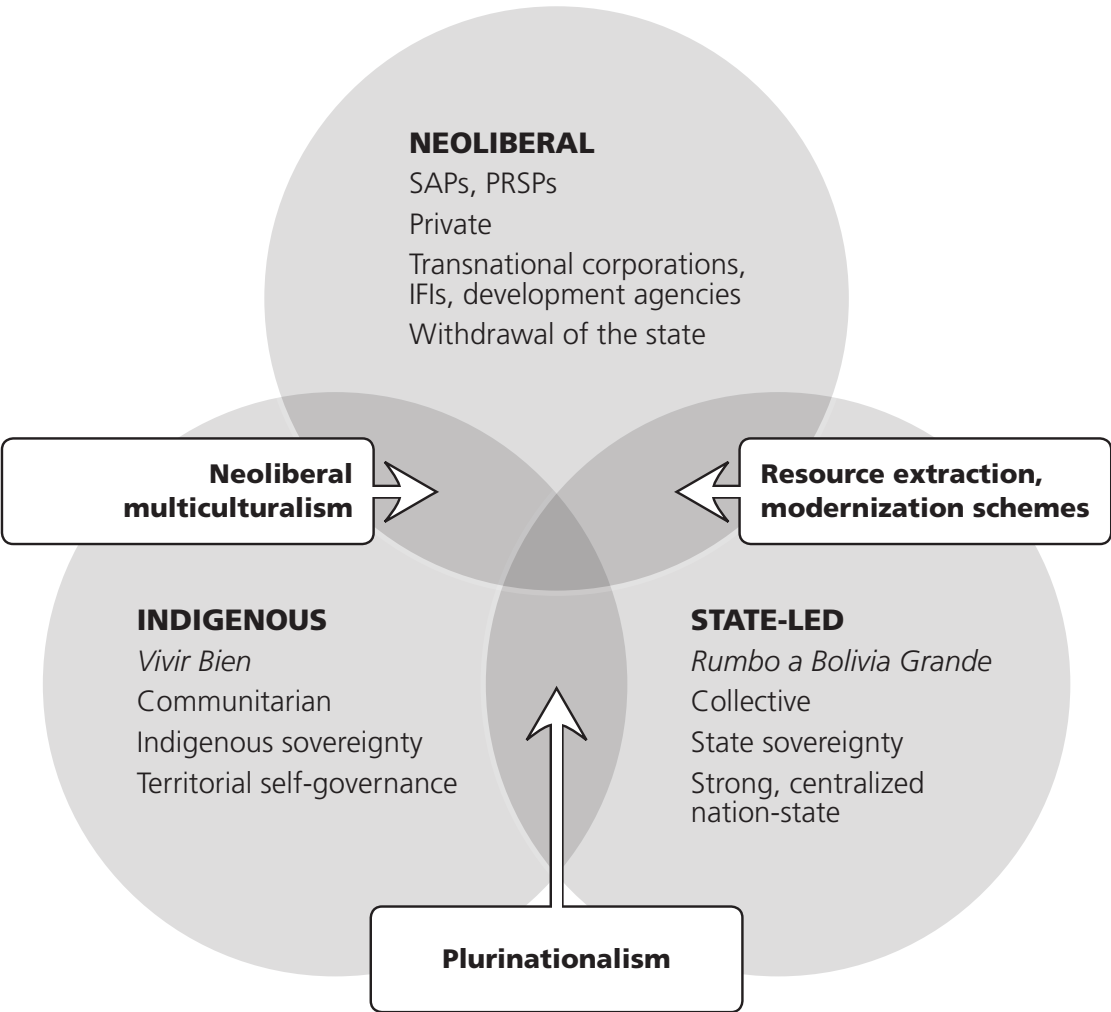 NEOLIBERAL
SAPs, PRSPs
Private
Transnational corporations,
IFIs, development agencies
Withdrawal of the state
Neoliberal
multiculturalism
Resource extraction,
modernization schemes
INDIGENOUS
Vivir Bien
Communitarian
Indigenous sovereignty
Territorial self-governance
STATE-LED
Rumbo a Bolivia Grande
Collective
State sovereignty
Strong, centralized
nation-state
Plurinationalism